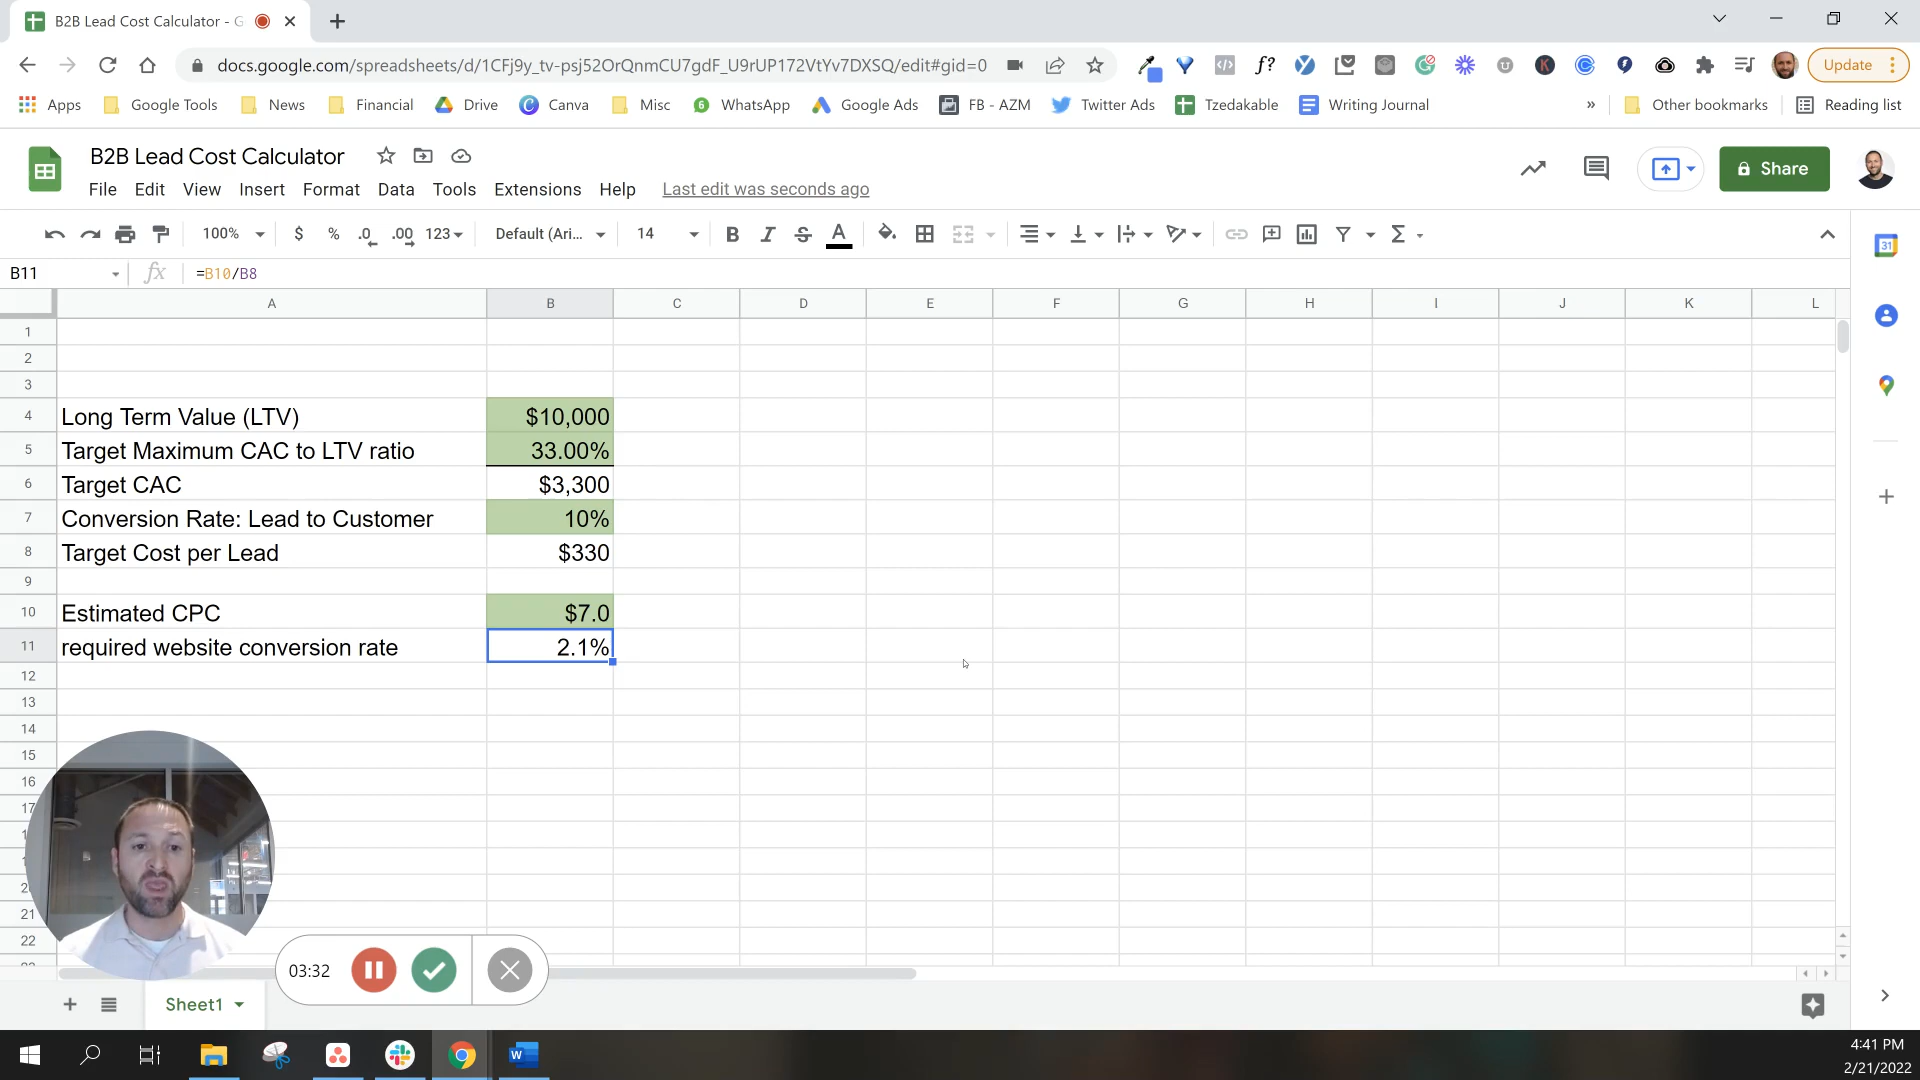 B2B Lead Cost Calculator - G
docs.google.com/spreadsheets/d/1CFj9y_tv-psj52OrQnmCU7gdF_U9rUP172VtYv7DXSQ/edit#gid=0
f?
Update
Apps Google Tools News Financial Drive Canva Misc WhatsApp Google Ads FB - AZM Twitter Ads Tzedakable Writing Journal » Other bookmarks Reading list
B2B Lead Cost Calculator
Share
File Edit View Insert Format Data Tools Extensions Help Last edit was seconds ago
100% $ % .0 .00 123 Default (Ari... 14 B I S A
31
B11 fx =B10/B8
A B C D E F G H I J K L
1
2
3
4 Long Term Value (LTV) $10,000
5 Target Maximum CAC to LTV ratio 33.00%
6 Target CAC $3,300
7 Conversion Rate: Lead to Customer 10%
8 Target Cost per Lead $330
9
10 Estimated CPC $7.0
11 required website conversion rate 2.1%
12
13
14
15
16
17
21
22
03:32
Sheet1
4:41 PM
2/21/2022